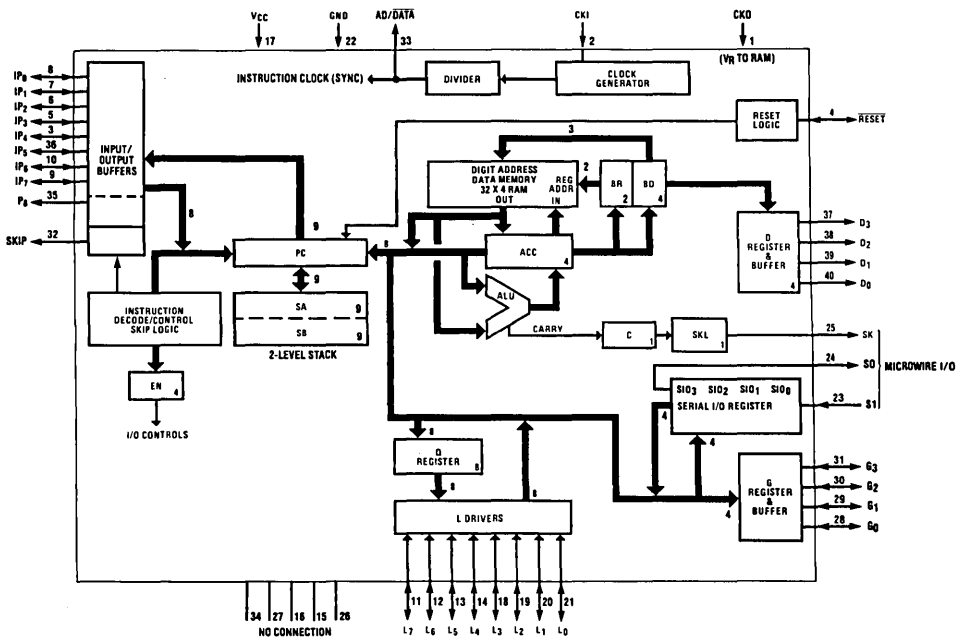 VCC GND AD/DATA CKI CKO
17 22 33 2 1
(VR TO RAM)
INSTRUCTION CLOCK (SYNC) DIVIDER CLOCK GENERATOR
IP0 8
IP1 7
IP2 6
IP3 5
IP4 3
IP5 36
IP6 10
IP7 9
P8 35
SKIP 32
INPUT/
OUTPUT
BUFFERS
8
RESET
LOGIC
4 RESET
3
DIGIT ADDRESS
DATA MEMORY
32 X 4 RAM
OUT
REG
ADDR
IN
2
BR
2
BD
4
D
REGISTER
&
BUFFER
4
37 D3
38 D2
39 D1
40 D0
9
PC
8
ACC
4
9
SA 9
SB 9
2-LEVEL STACK
ALU
CARRY
C
1
SKL
1
25 SK
24 SO
23 S1
MICROWIRE I/O
INSTRUCTION
DECODE/CONTROL
SKIP LOGIC
EN
4
I/O CONTROLS
SIO3 SIO2 SIO1 SIO0
SERIAL I/O REGISTER
4
4
8
Q
REGISTER
8
8
8
L DRIVERS
4
G
REGISTER
&
BUFFER
31 G3
30 G2
29 G1
28 G0
34 27 16 15 26
NO CONNECTION
11 12 13 14 18 19 20 21
L7 L6 L5 L4 L3 L2 L1 L0